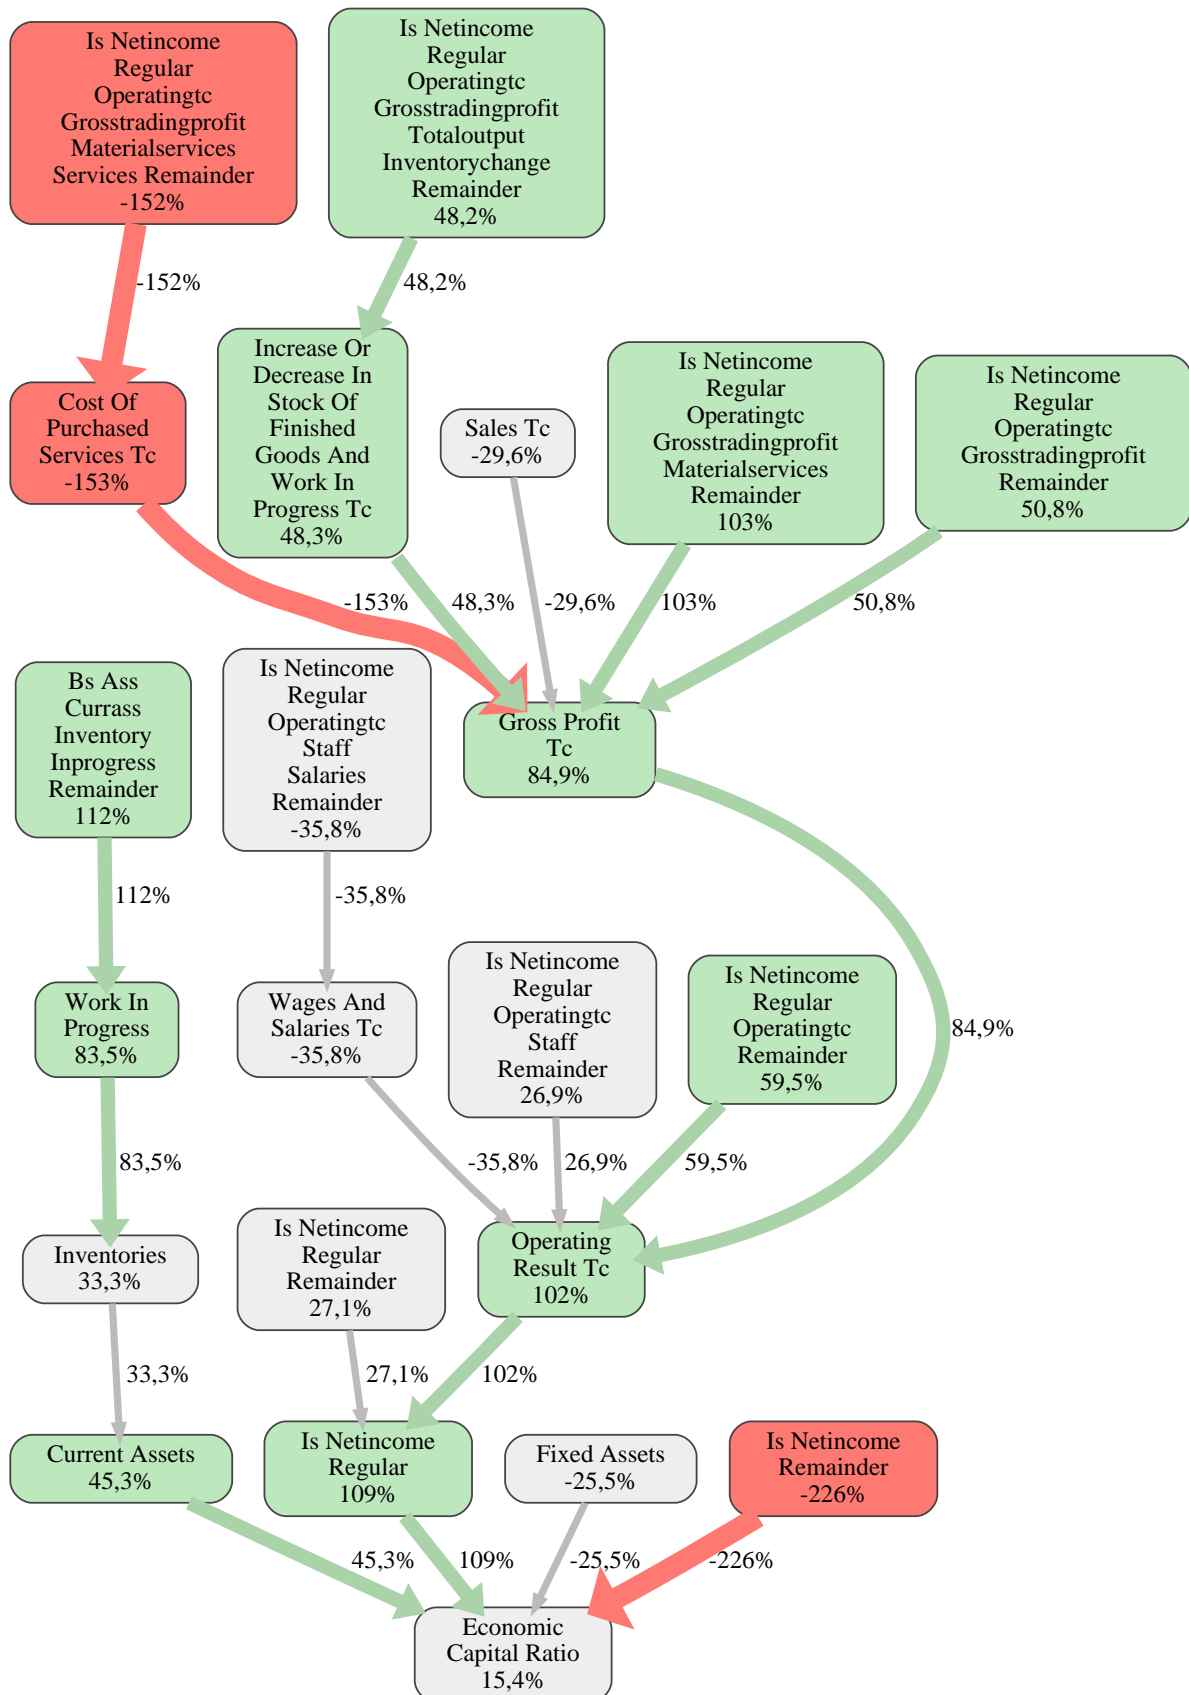 Is Netincome
Regular
Operatingtc
Grosstradingprofit
Materialservices
Services Remainder
-152%
Is Netincome
Regular
Operatingtc
Grosstradingprofit
Totaloutput
Inventorychange
Remainder
48,2%
-152%
48,2%
Cost Of
Purchased
Services Tc
-153%
Increase Or
Decrease In
Stock Of
Finished
Goods And
Work In
Progress Tc
48,3%
Sales Tc
-29,6%
Is Netincome
Regular
Operatingtc
Grosstradingprofit
Materialservices
Remainder
103%
Is Netincome
Regular
Operatingtc
Grosstradingprofit
Remainder
50,8%
-153%
48,3%
-29,6%
103%
50,8%
Bs Ass
Currass
Inventory
Inprogress
Remainder
112%
Is Netincome
Regular
Operatingtc
Staff
Salaries
Remainder
-35,8%
Gross Profit
Tc
84,9%
112%
-35,8%
Work In
Progress
83,5%
Wages And
Salaries Tc
-35,8%
Is Netincome
Regular
Operatingtc
Staff
Remainder
26,9%
Is Netincome
Regular
Operatingtc
Remainder
59,5%
84,9%
83,5%
-35,8%
26,9%
59,5%
Inventories
33,3%
Is Netincome
Regular
Remainder
27,1%
Operating
Result Tc
102%
33,3%
27,1%
102%
Current Assets
45,3%
Is Netincome
Regular
109%
Fixed Assets
-25,5%
Is Netincome
Remainder
-226%
45,3%
109%
-25,5%
-226%
Economic
Capital Ratio
15,4%